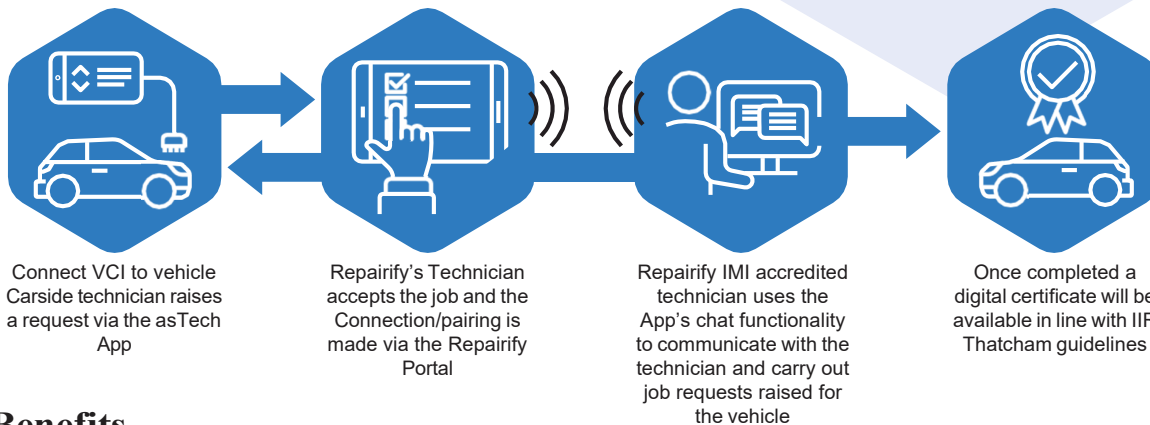 Connect VCI to vehicle
Carside technician raises
a request via the asTech
App
Repairify's Technician
accepts the job and the
Connection/pairing is
made via the Repairify
Portal
Repairify IMI accredited
technician uses the
App's chat functionality
to communicate with the
technician and carry out
job requests raised for
the vehicle
Once completed a
digital certificate will be
available in line with
Thatcham guidelines
Benefits